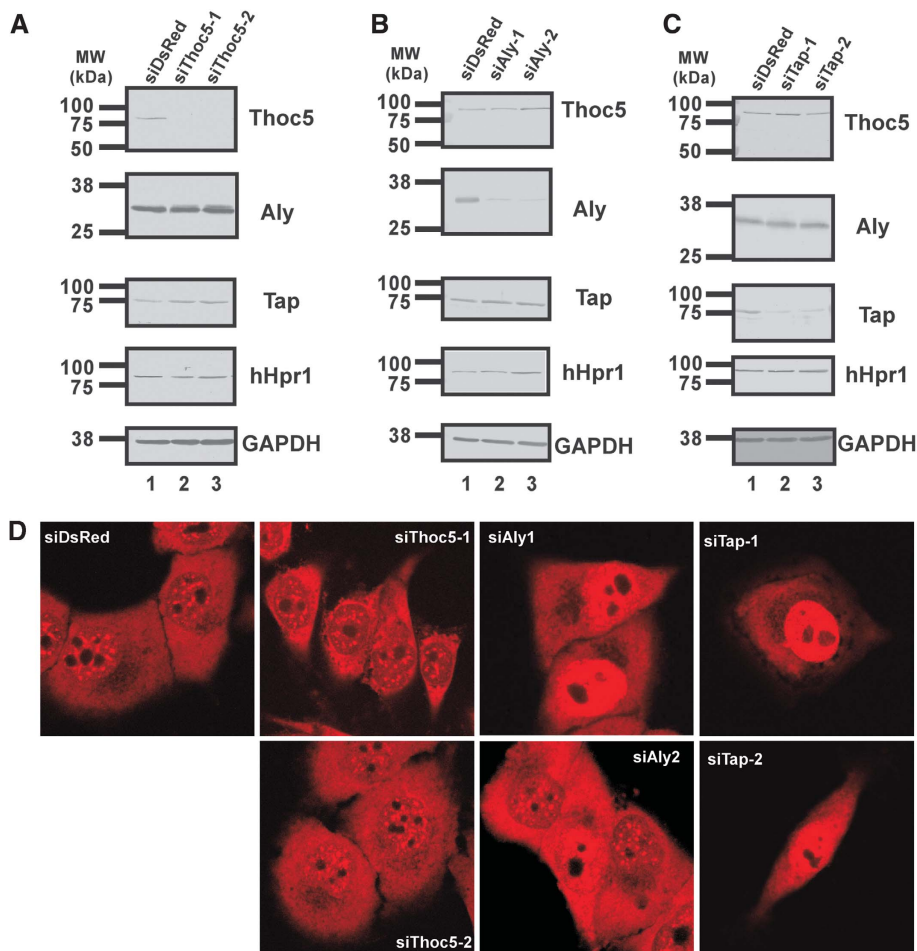 A
MW
(kDa)
siDsRed
siThoc5-1
siThoc5-2
100
75
50
Thoc5
38
25
Aly
100
75
Tap
100
75
hHpr1
38
GAPDH
1 2 3
B
MW
(kDa)
siDsRed
siAly-1
siAly-2
100
75
50
Thoc5
38
25
Aly
100
75
Tap
100
75
hHpr1
38
GAPDH
1 2 3
C
MW
(kDa)
siDsRed
siTap-1
siTap-2
100
75
50
Thoc5
38
25
Aly
100
75
Tap
100
75
hHpr1
38
GAPDH
1 2 3
D
siDsRed
siThoc5-1
siAly1
siTap-1
siThoc5-2
siAly2
siTap-2